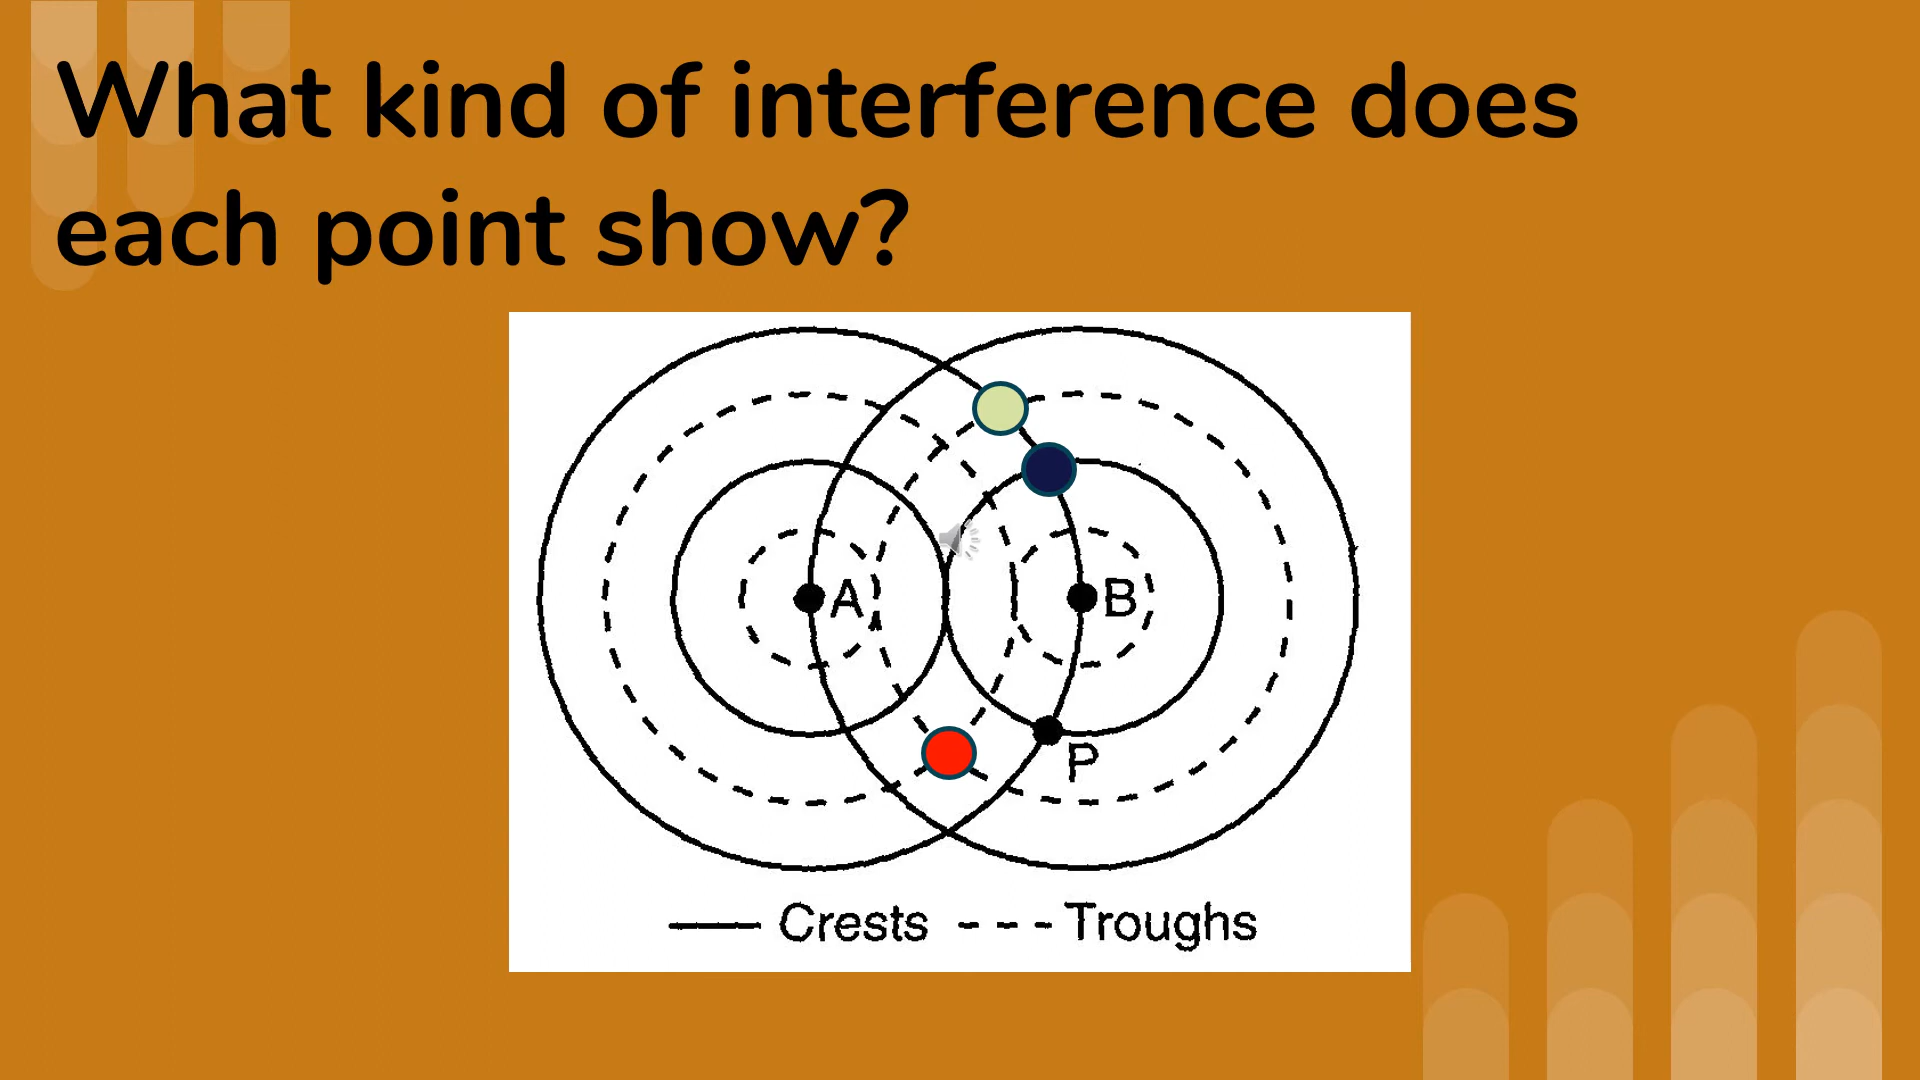 What kind of interference does
each point show?
A
B
P
Crests
Troughs